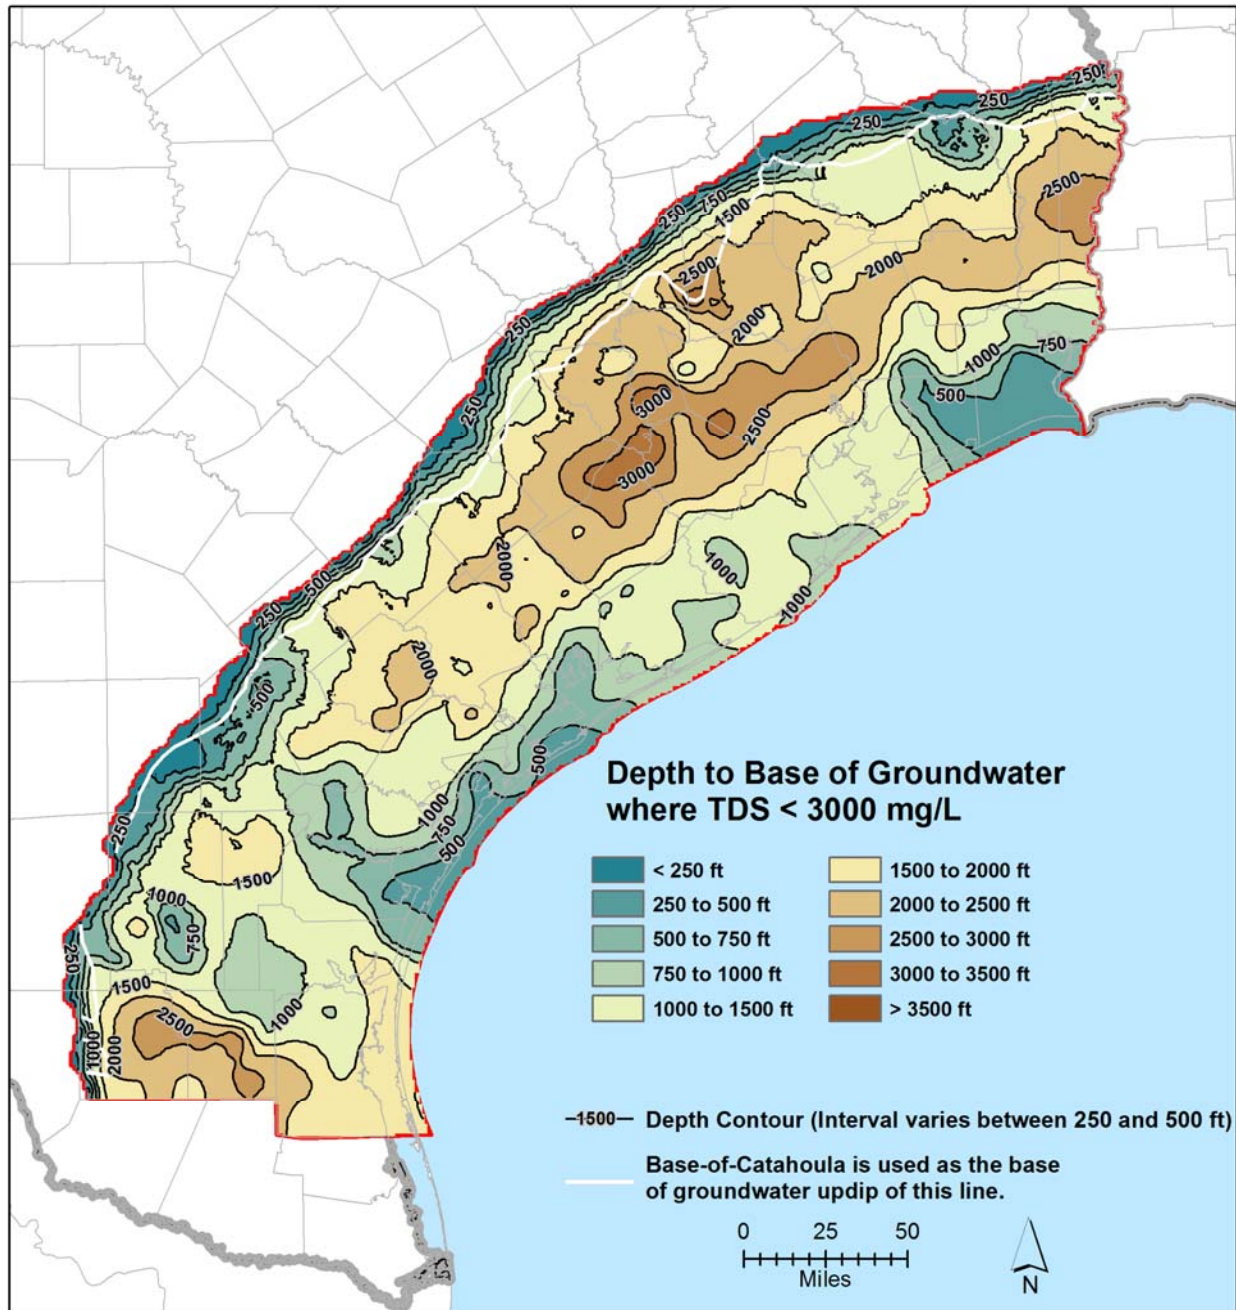 250
250
250
2500
750
250
1500
2500
2000
250
2000
750
1000
3000
500
250
2500
3000
2000
1000
500
250
1000
2000
500
500
Depth to Base of Groundwater
where TDS < 3000 mg/L
1000
750
250
500
< 250 ft
1500 to 2000 ft
1500
1000
250 to 500 ft
2000 to 2500 ft
750
500 to 750 ft
2500 to 3000 ft
250
750 to 1000 ft
3000 to 3500 ft
1500
1000
1000 to 1500 ft
> 3500 ft
2500
1000
2000
1500
Depth Contour (Interval varies between 250 and 500 ft)
Base-of-Catahoula is used as the base
of groundwater updip of this line.
0 25 50
Miles
N